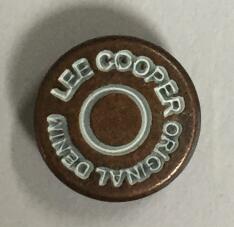 LEE COOPER ORIGINAL DENIM